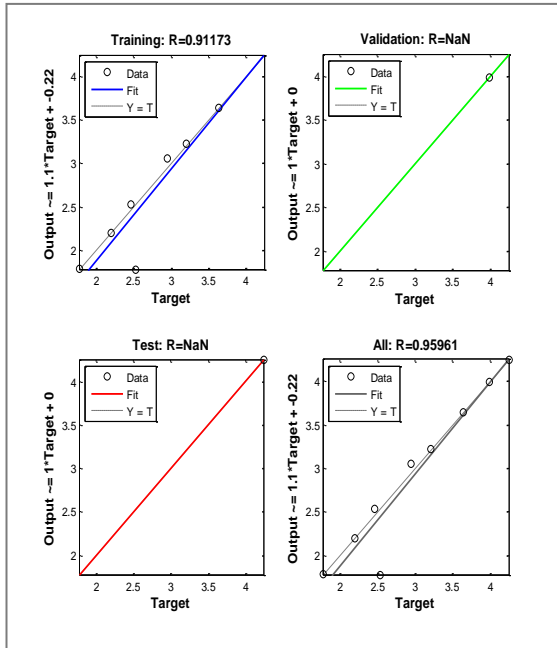 Training: R=0.91173
Output ~= 1.1*Target + -0.22
4
3.5
3
2.5
2
Data
Fit
Y = T
2
2.5
3
3.5
4
Target
Validation: R=NaN
Output ~= 1*Target + 0
4
3.5
3
2.5
2
Data
Fit
Y = T
2
2.5
3
3.5
4
Target
Test: R=NaN
Output ~= 1*Target + 0
4
3.5
3
2.5
2
Data
Fit
Y = T
2
2.5
3
3.5
4
Target
All: R=0.95961
Output ~= 1.1*Target + -0.22
4
3.5
3
2.5
2
Data
Fit
Y = T
2
2.5
3
3.5
4
Target